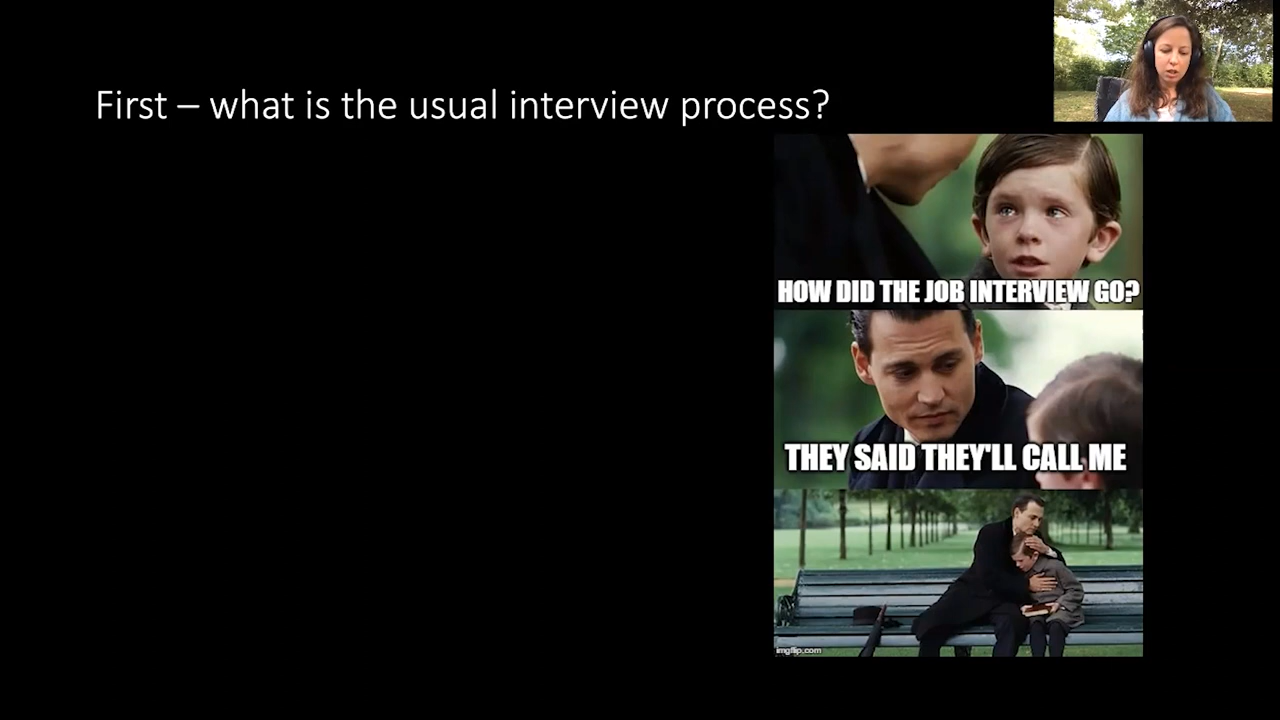 First – what is the usual interview process?
HOW DID THE JOB INTERVIEW GO?
THEY SAID THEY'LL CALL ME
imgflip.com